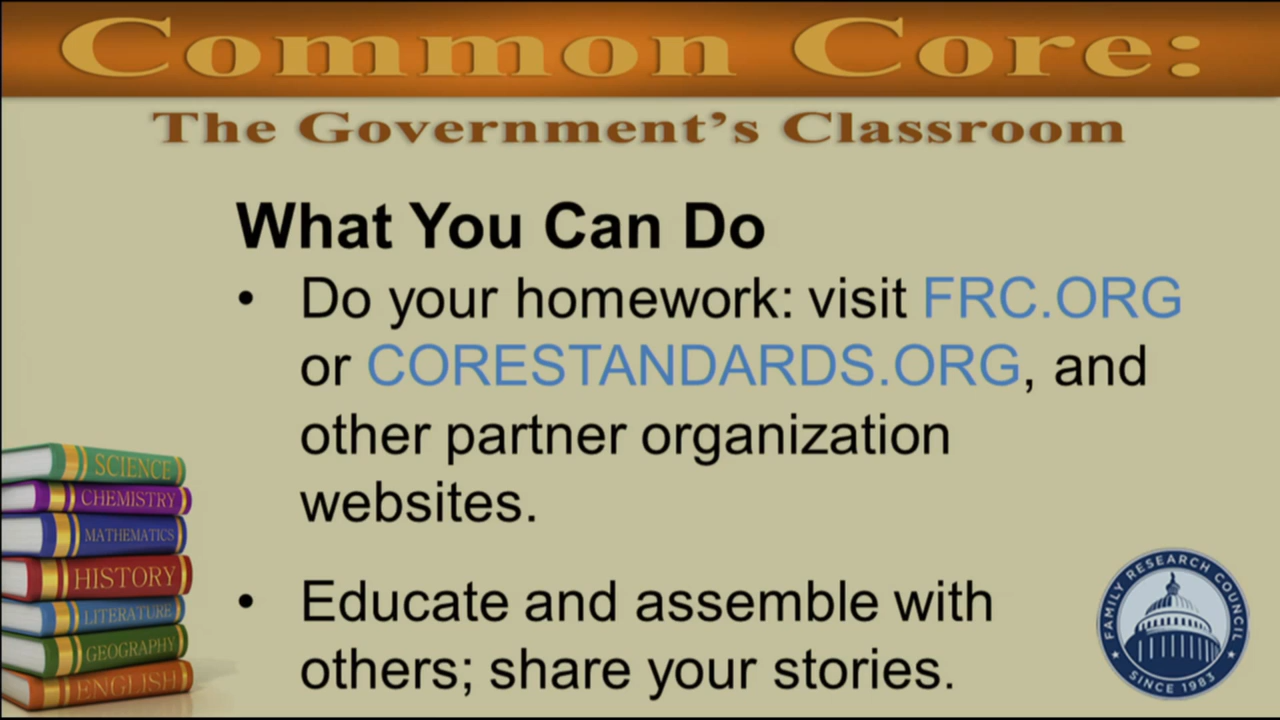 Common Core:
The Government's Classroom
What You Can Do
• Do your homework: visit FRC.ORG
or CORESTANDARDS.ORG, and
other partner organization
websites.
• Educate and assemble with
others; share your stories.
SCIENCE
CHEMISTRY
MATHEMATICS
HISTORY
LITERATURE
GEOGRAPHY
ENGLISH
FAMILY RESEARCH COUNCIL
SINCE 1983